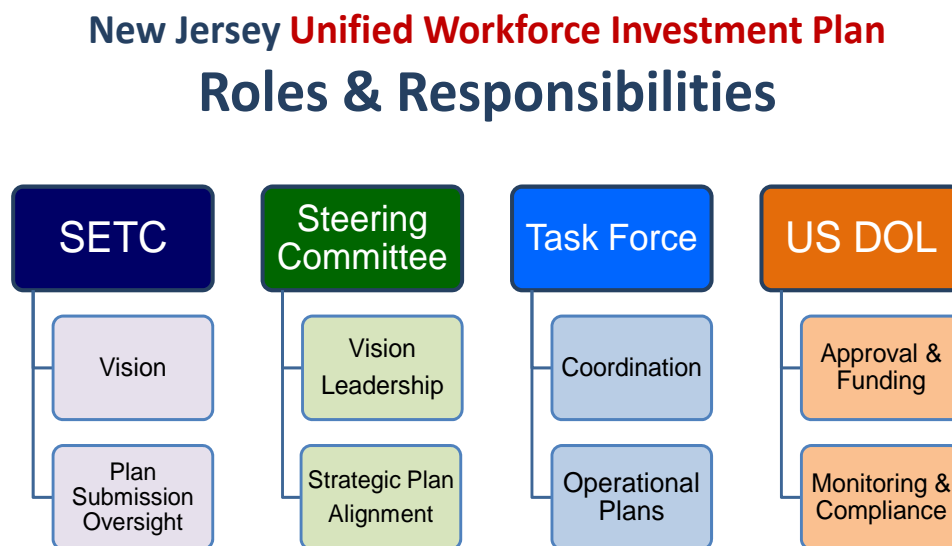 New Jersey Unified Workforce Investment Plan
Roles & Responsibilities
SETC
Vision
Plan
Submission
Oversight
Steering
Committee
Vision
Leadership
Strategic Plan
Alignment
Task Force
Coordination
Operational
Plans
US DOL
Approval &
Funding
Monitoring &
Compliance